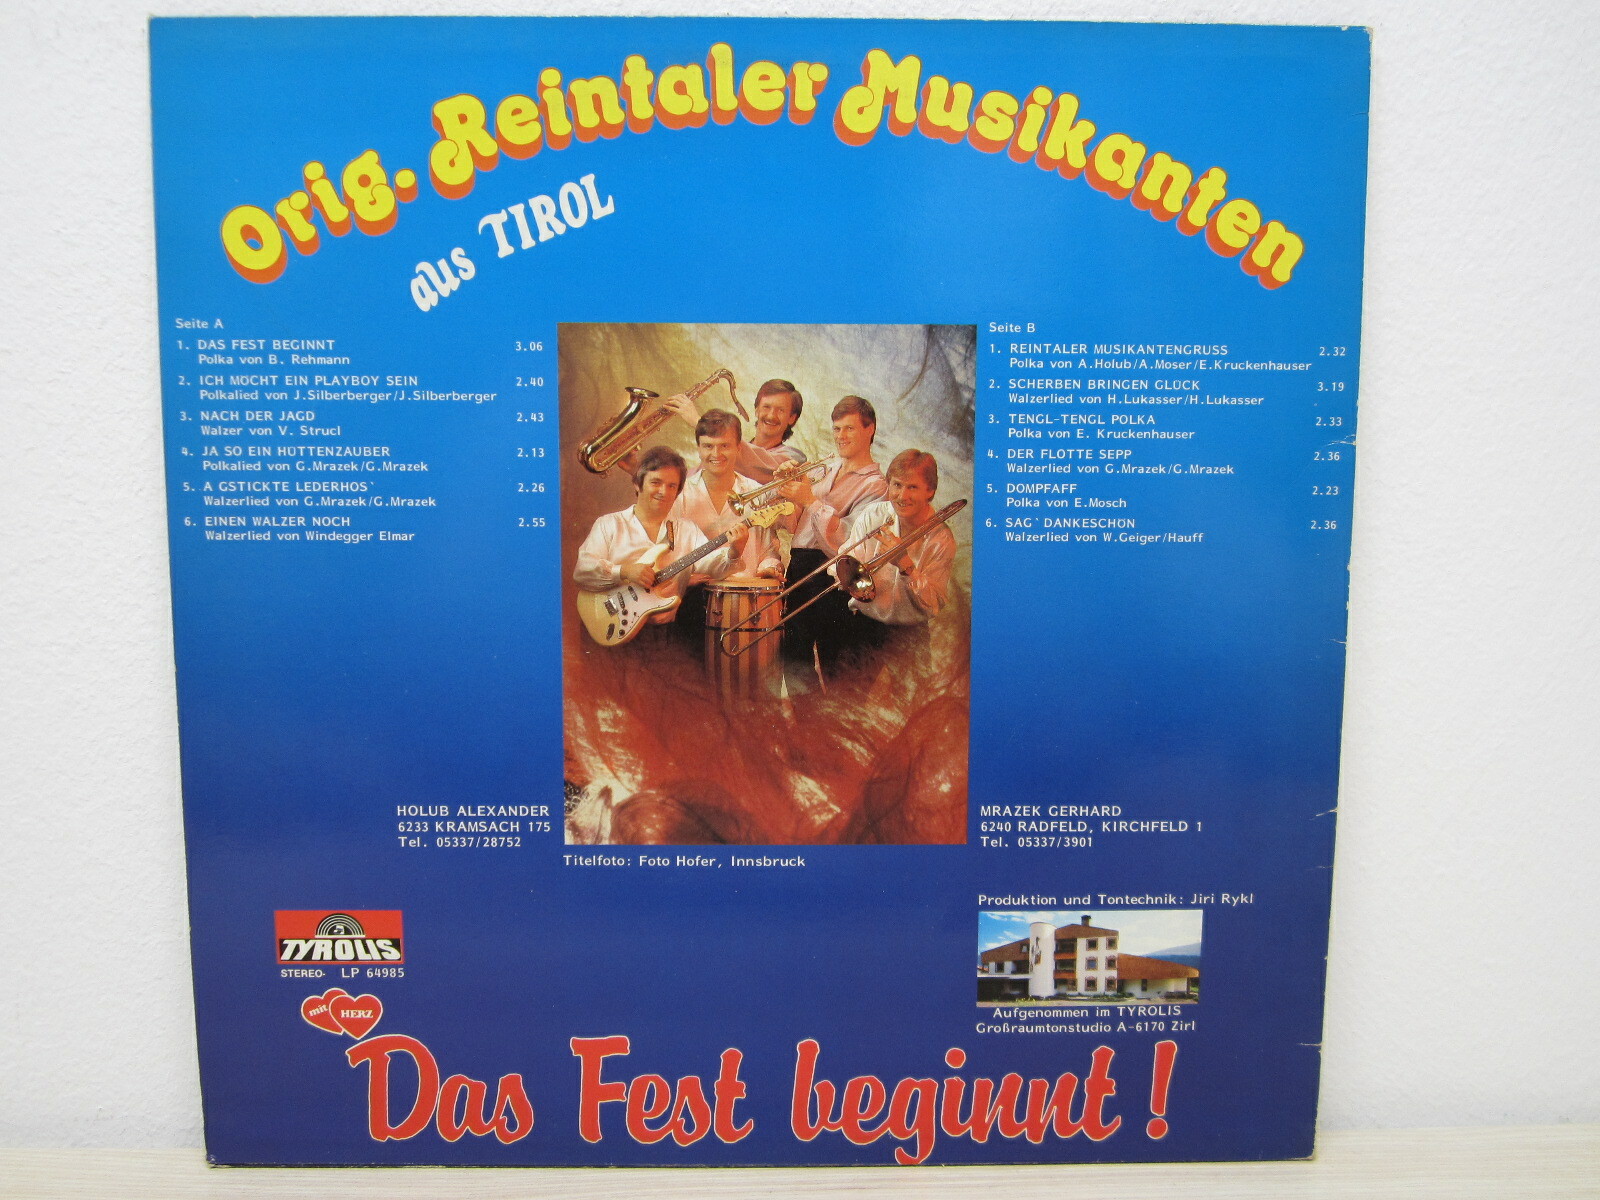 Orig. Reintaler Musikanten
aus TIROL
Seite A
1. DAS FEST BEGINNT 3.06
Polka von B. Rehmann
2. ICH MÖCHT EIN PLAYBOY SEIN 2.40
Polkalied von J.Silberberger/J.Silberberger
3. NACH DER JAGD 2.43
Walzer von V. Strucl
4. JA SO EIN HÜTTENZAUBER 2.13
Polkalied von G.Mrazek/G.Mrazek
5. A GSTICKTE LEDERHOS' 2.26
Walzerlied von G.Mrazek/G.Mrazek
6. EINEN WALZER NOCH 2.55
Walzerlied von Windegger Elmar
Seite B
1. REINTALER MUSIKANTENGRUSS 2.32
Polka von A.Holub/A.Moser/E.Kruckenhauser
2. SCHERBEN BRINGEN GLÜCK 3.19
Walzerlied von H.Lukasser/H.Lukasser
3. TENGL-TENGL POLKA 2.33
Polka von E. Kruckenhauser
4. DER FLOTTE SEPP 2.36
Walzerlied von G.Mrazek/G.Mrazek
5. DOMPFAFF 2.23
Polka von E.Mosch
6. SAG' DANKESCHÖN 2.36
Walzerlied von W.Geiger/Hauff
HOLUB ALEXANDER
6233 KRAMSACH 175
Tel. 05337/28752
MRAZEK GERHARD
6240 RADFELD, KIRCHFELD 1
Tel. 05337/3901
Titelfoto: Foto Hofer, Innsbruck
Produktion und Tontechnik: Jiri Rykl
TYROLIS
STEREO- LP 64985
Aufgenommen im TYROLIS
Großraumtonstudio A-6170 Zirl
mit HERZ
Das Fest beginnt!